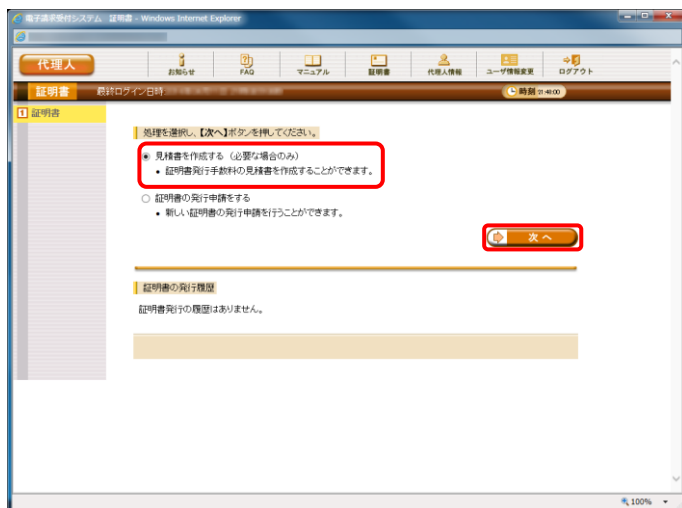 電子請求受付システム 証明書 - Windows Internet Explorer
代理人
お知らせ
FAQ
マニュアル
証明書
代理人情報
ユーザ情報変更
ログアウト
証明書 最終ログイン日時
時刻 21:48:00
1 証明書
処理を選択し、【次へ】ボタンを押してください。
見積書を作成する（必要な場合のみ）
• 証明書発行手数料の見積書を作成することができます。
証明書の発行申請をする
• 新しい証明書の発行申請を行うことができます。
次へ
証明書の発行履歴
証明書発行の履歴はありません。
100%